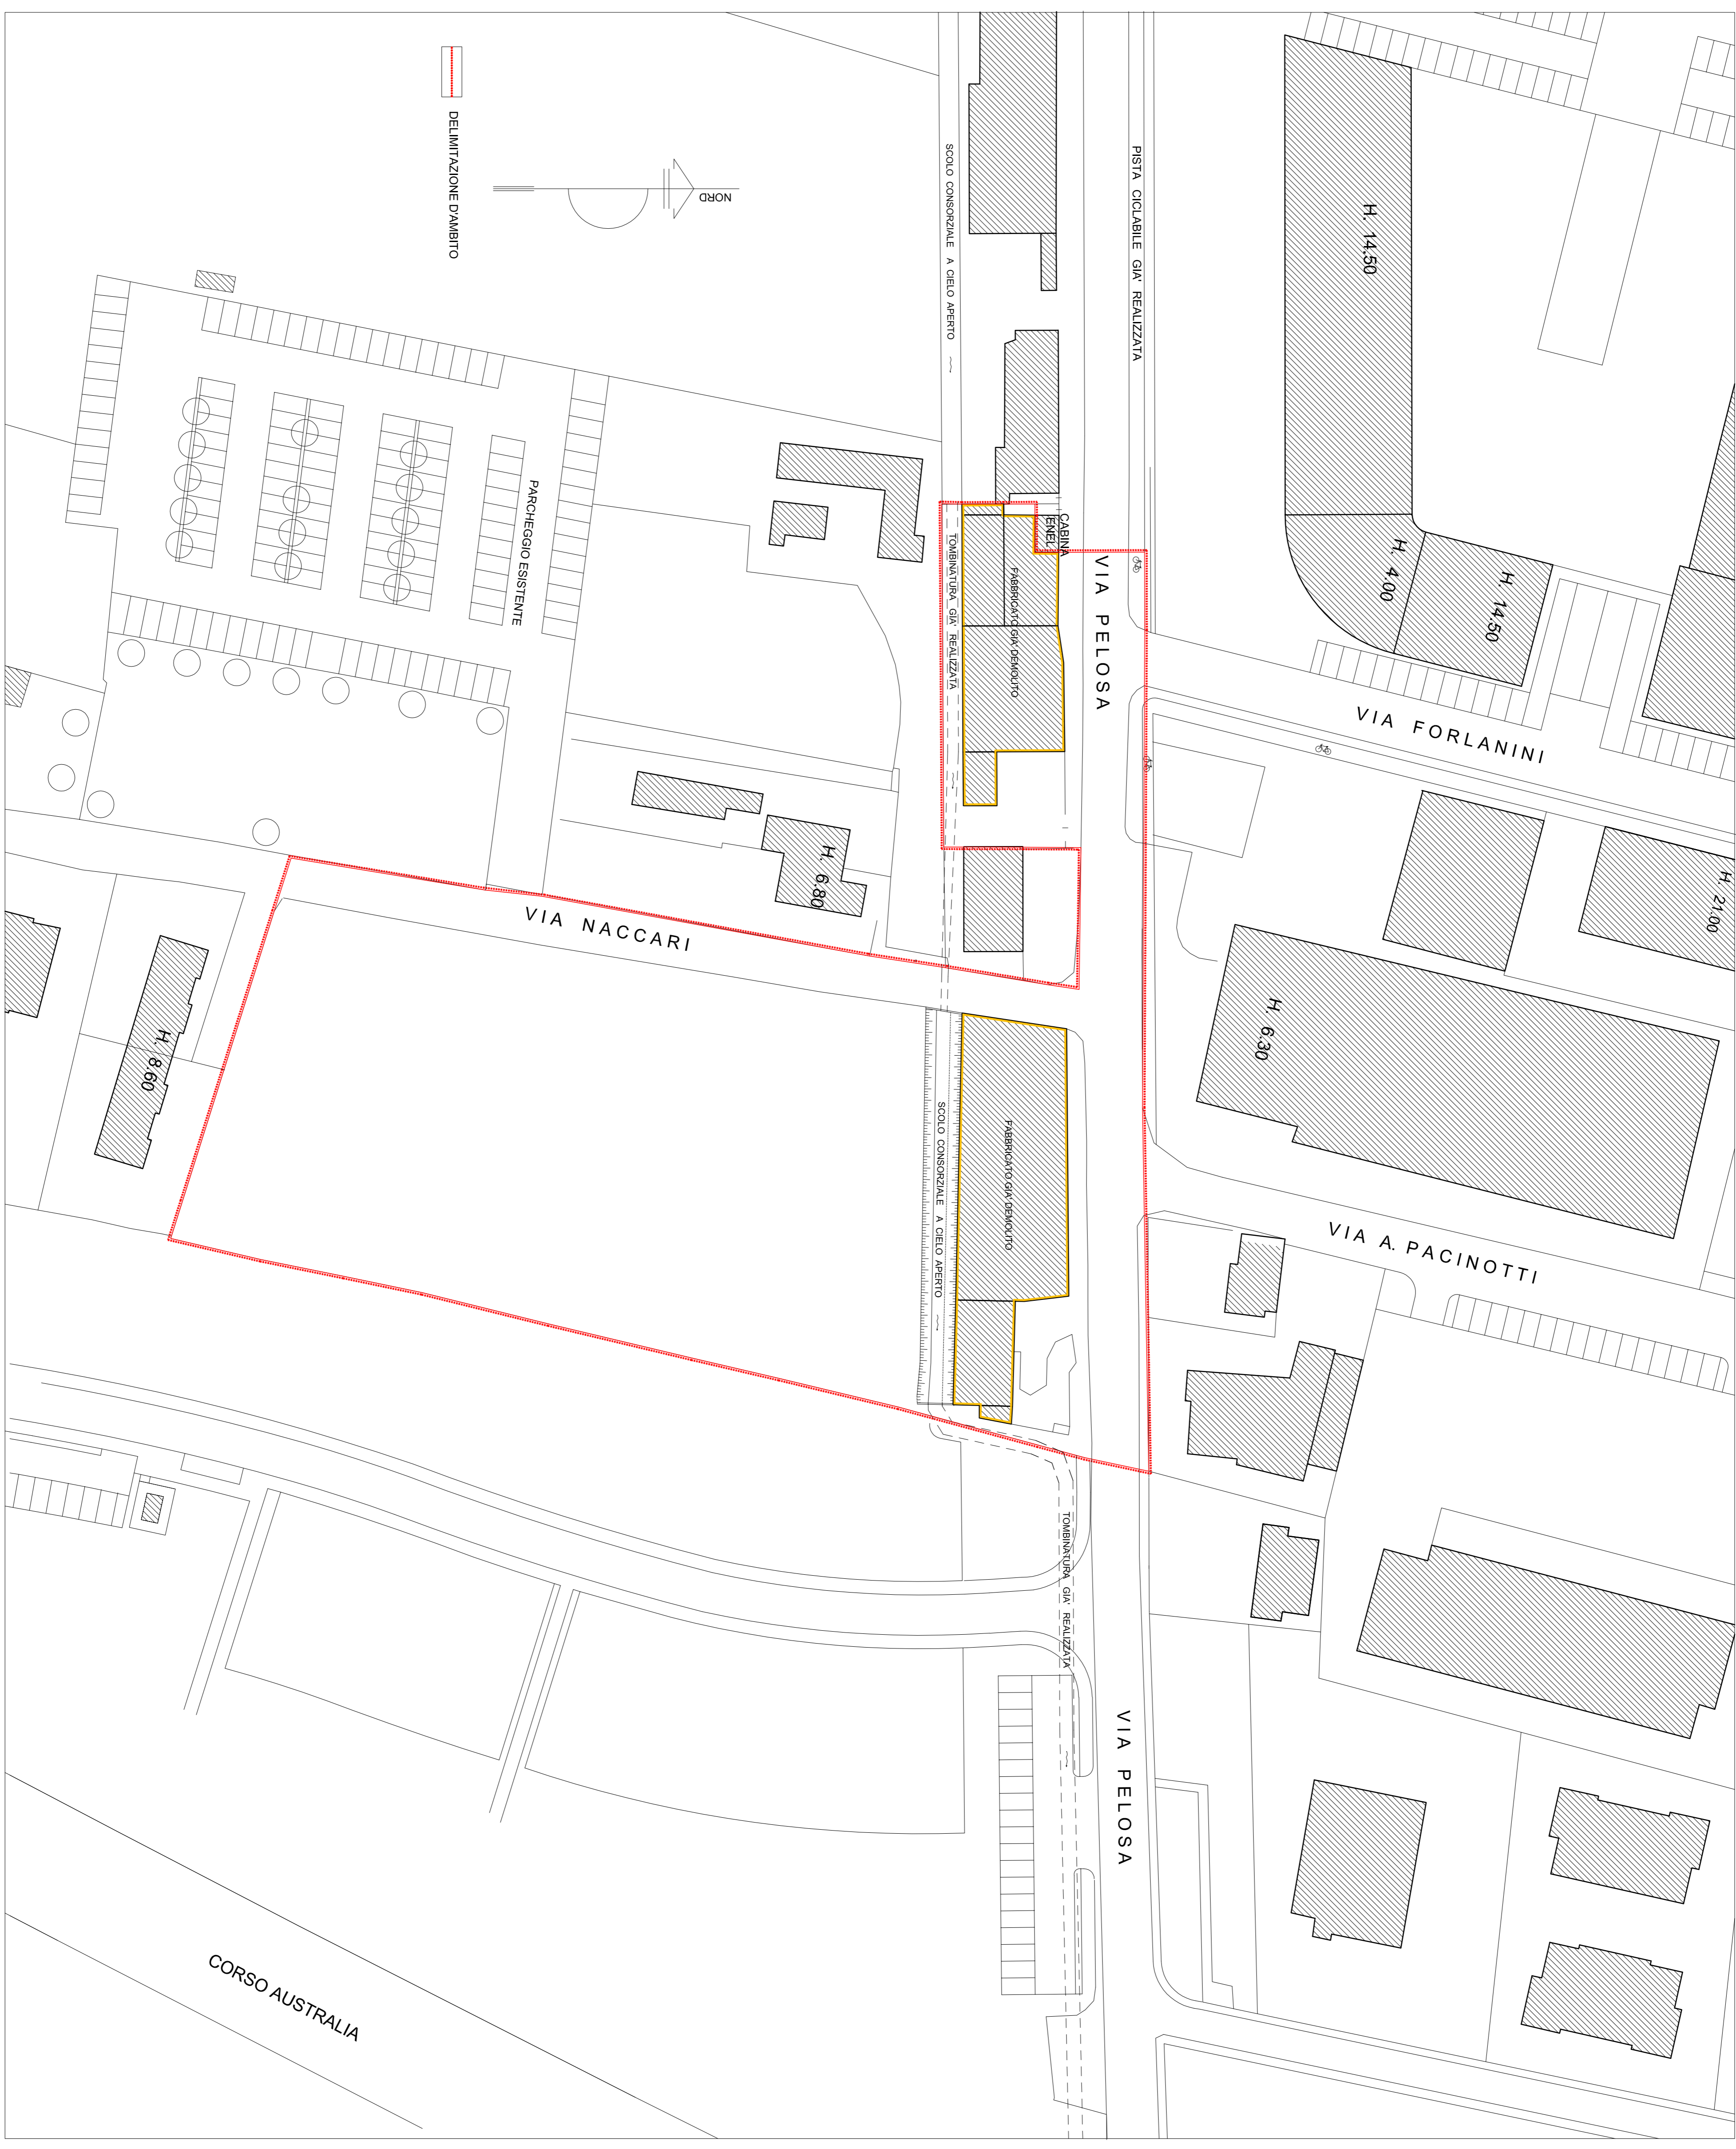 DELIMITAZIONE D'AMBITO
NORD
SCOLO CONSORZIALE A CIELO APERTO
PISTA CICLABILE GIA' REALIZZATA
H. 14.50
H. 4.00
H. 14.50
PARCHEGGIO ESISTENTE
CABINA
ENEL
TOMBINATURA GIA' REALIZZATA
FABBRICATO GIA' DEMOLITO
VIA PELOSA
VIA FORLANINI
H. 6.80
H. 21.00
VIA NACCARI
H. 6.30
H. 8.60
SCOLO CONSORZIALE A CIELO APERTO
FABBRICATO GIA' DEMOLITO
VIA A. PACINOTTI
TOMBINATURA GIA' REALIZZATA
VIA PELOSA
CORSO AUSTRALIA